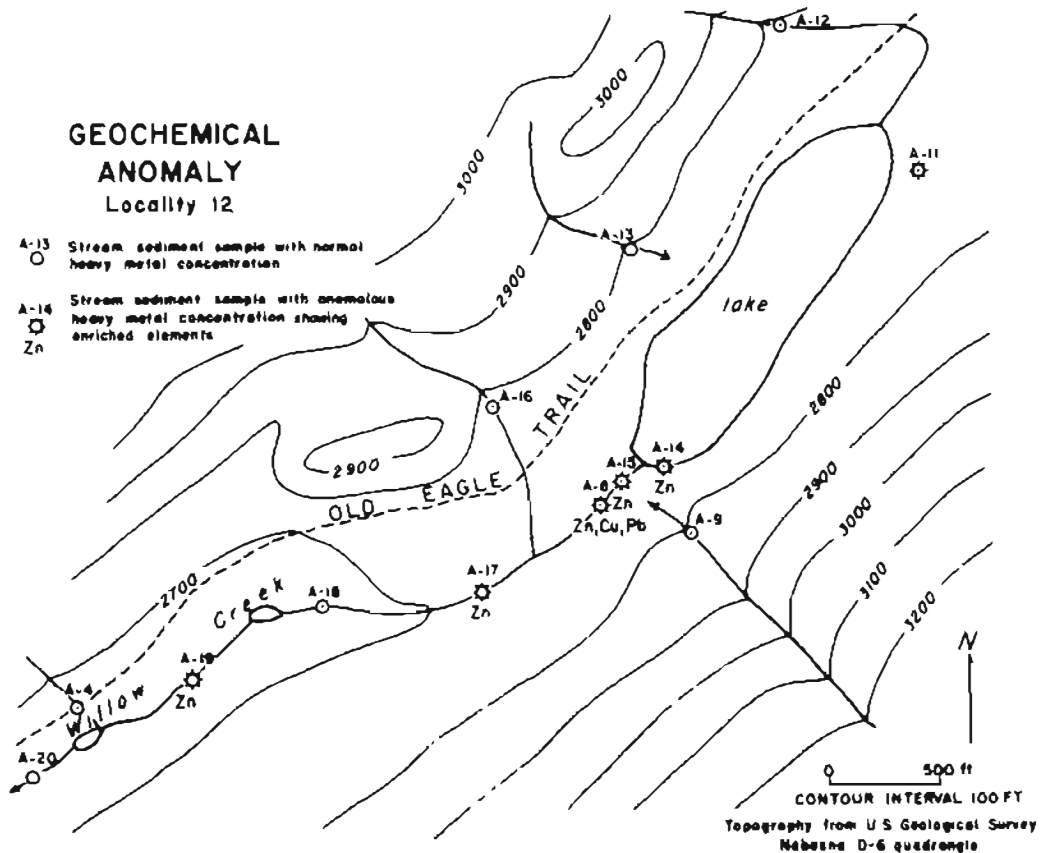 GEOCHEMICAL
ANOMALY
Locality 12
A-13 Stream sediment sample with normal
heavy metal concentration
A-14 Stream sediment sample with anomalous
heavy metal concentration showing
Zn enriched elements
A-12
3000
3000
A-11
A-13
2900
2800
lake
A-16
TRAIL
2800
2900
OLD EAGLE
A-15
A-14
Zn
Zn
A-8
Zn, Cu, Pb
A-9
2900
3000
3100
3200
2700
Creek
A-18
A-17
Zn
A-19
Zn
A-4
Willow
A-20
N
0 500 ft
CONTOUR INTERVAL 100 FT
Topography from U S Geological Survey
Nabesna D-6 quadrangle